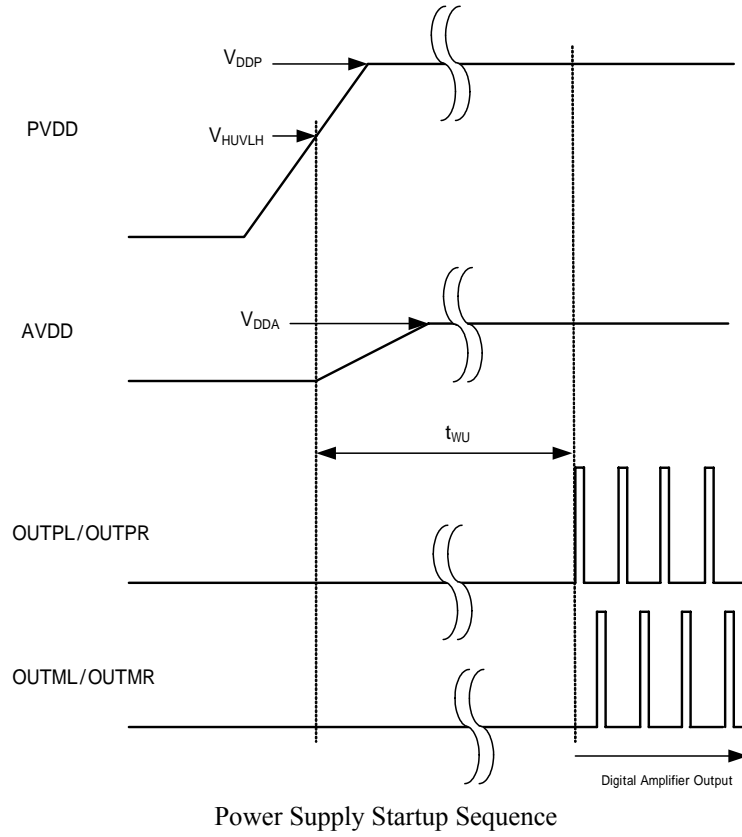 VDDP
PVDD
VHUVLH
AVDD
VDDA
tWU
OUTPL/OUTPR
OUTML/OUTMR
Digital Amplifier Output
Power Supply Startup Sequence